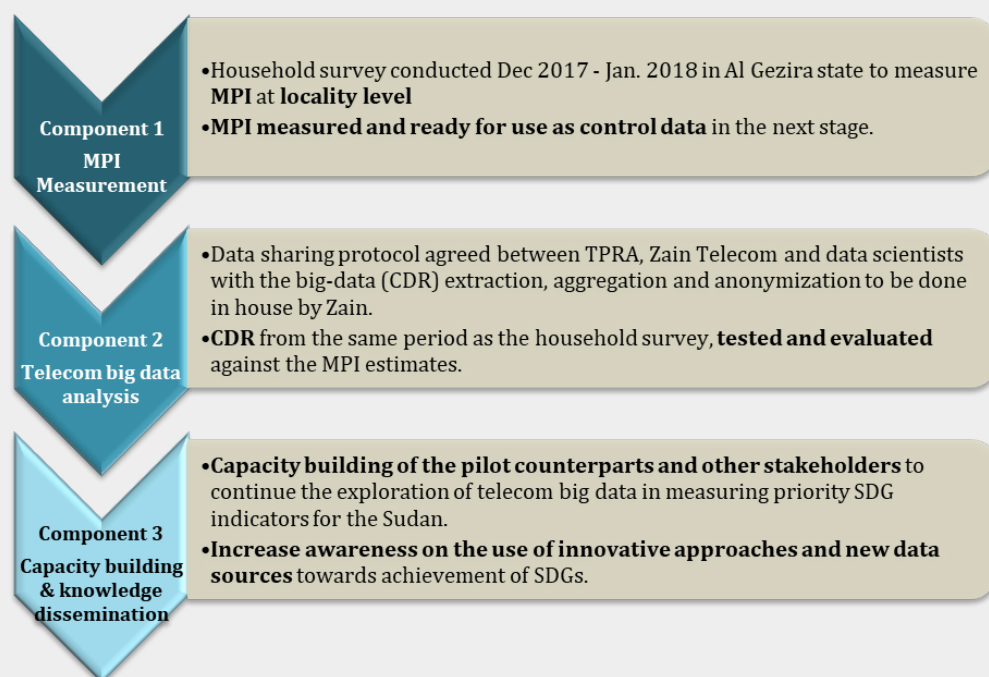 Component 1
MPI
Measurement
•Household survey conducted Dec 2017 - Jan. 2018 in Al Gezira state to measure
MPI at locality level
•MPI measured and ready for use as control data in the next stage.
Component 2
Telecom big data
analysis
•Data sharing protocol agreed between TPRA, Zain Telecom and data scientists
with the big-data (CDR) extraction, aggregation and anonymization to be done
in house by Zain.
•CDR from the same period as the household survey, tested and evaluated
against the MPI estimates.
Component 3
Capacity building
& knowledge
dissemination
•Capacity building of the pilot counterparts and other stakeholders to
continue the exploration of telecom big data in measuring priority SDG
indicators for the Sudan.
•Increase awareness on the use of innovative approaches and new data
sources towards achievement of SDGs.